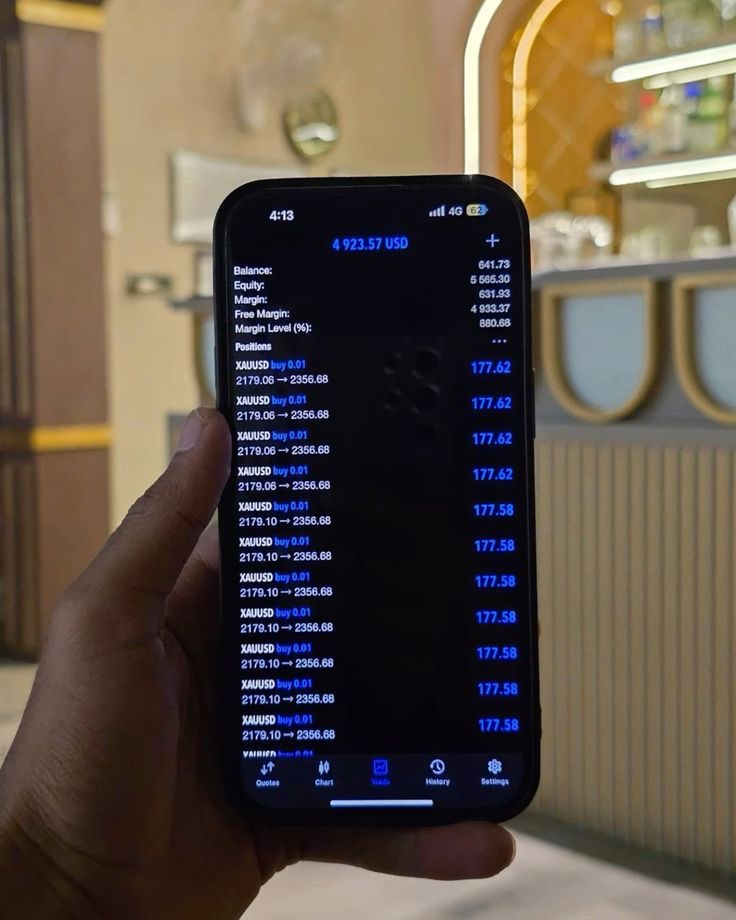 4:13 4G 62
4 923.57 USD +
Balance: 641.73
Equity: 5 565.30
Margin: 631.93
Free Margin: 4 933.37
Margin Level (%): 880.68
Positions ...
XAUUSD buy 0.01 177.62
2179.06 → 2356.68
XAUUSD buy 0.01 177.62
2179.06 → 2356.68
XAUUSD buy 0.01 177.62
2179.06 → 2356.68
XAUUSD buy 0.01 177.62
2179.06 → 2356.68
XAUUSD buy 0.01 177.58
2179.10 → 2356.68
XAUUSD buy 0.01 177.58
2179.10 → 2356.68
XAUUSD buy 0.01 177.58
2179.10 → 2356.68
XAUUSD buy 0.01 177.58
2179.10 → 2356.68
XAUUSD buy 0.01 177.58
2179.10 → 2356.68
XAUUSD buy 0.01 177.58
2179.10 → 2356.68
XAUUSD buy 0.01 177.58
2179.10 → 2356.68
XAUUSD buy 0.01
Quotes Chart Trade History Settings